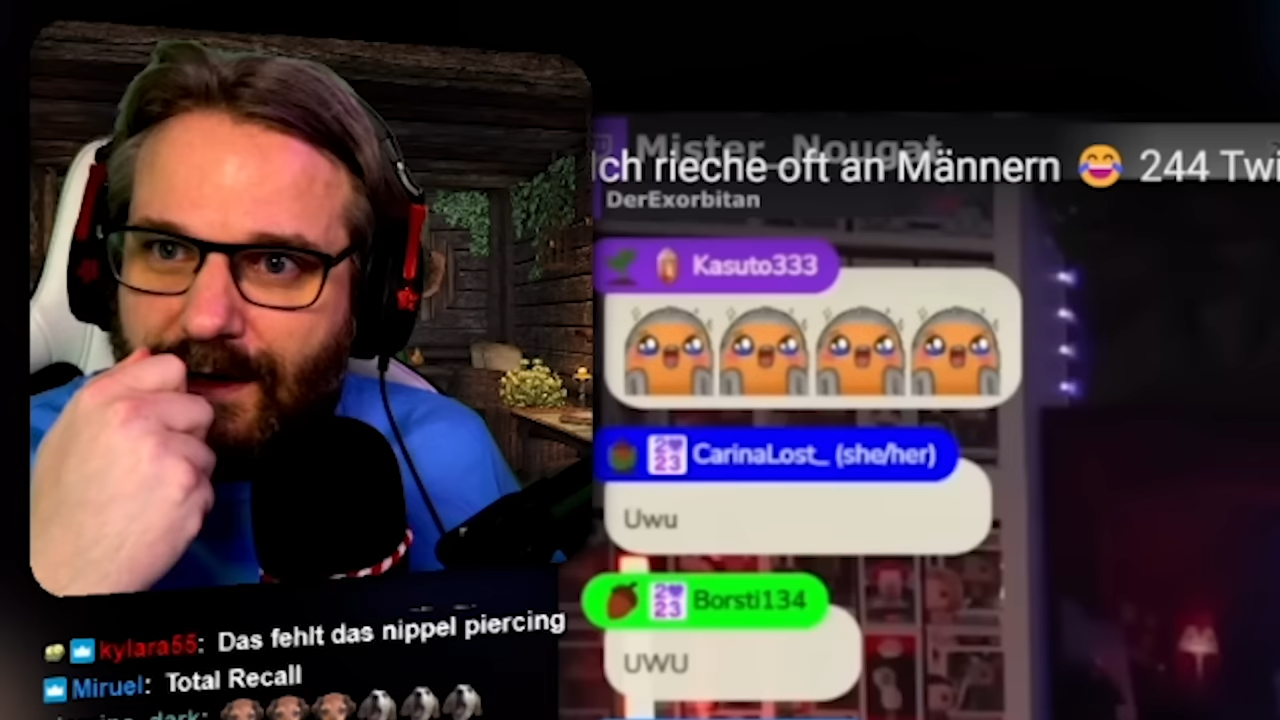 Mister_Nougat
Ich rieche oft an Männern 😂 244 Twi
DerExorbitan
Kasuto333
CarinaLost_ (she/her)
Uwu
Borsti134
UWU
kylara55: Das fehlt das nippel piercing
Miruel: Total Recall